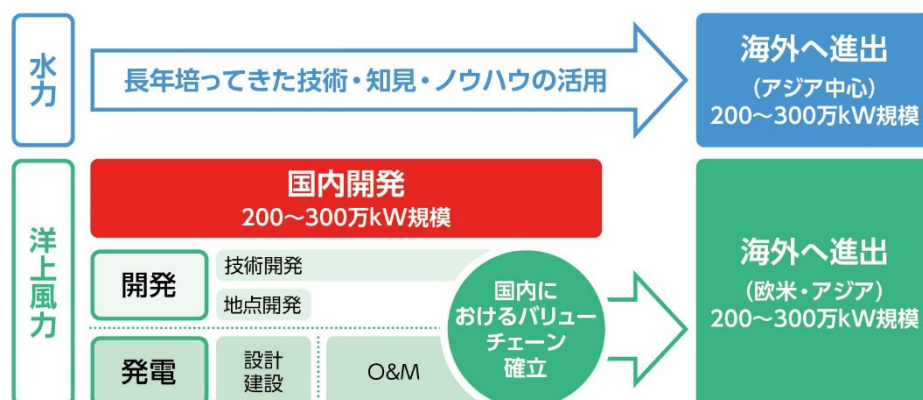 水力
長年培ってきた技術・知見・ノウハウの活用
海外へ進出
(アジア中心)
200～300万kW規模
洋上風力
国内開発
200～300万kW規模
開発
技術開発
地点開発
発電
設計
建設
O&M
国内に
おけるバリュー
チェーン
確立
海外へ進出
(欧米・アジア)
200～300万kW規模